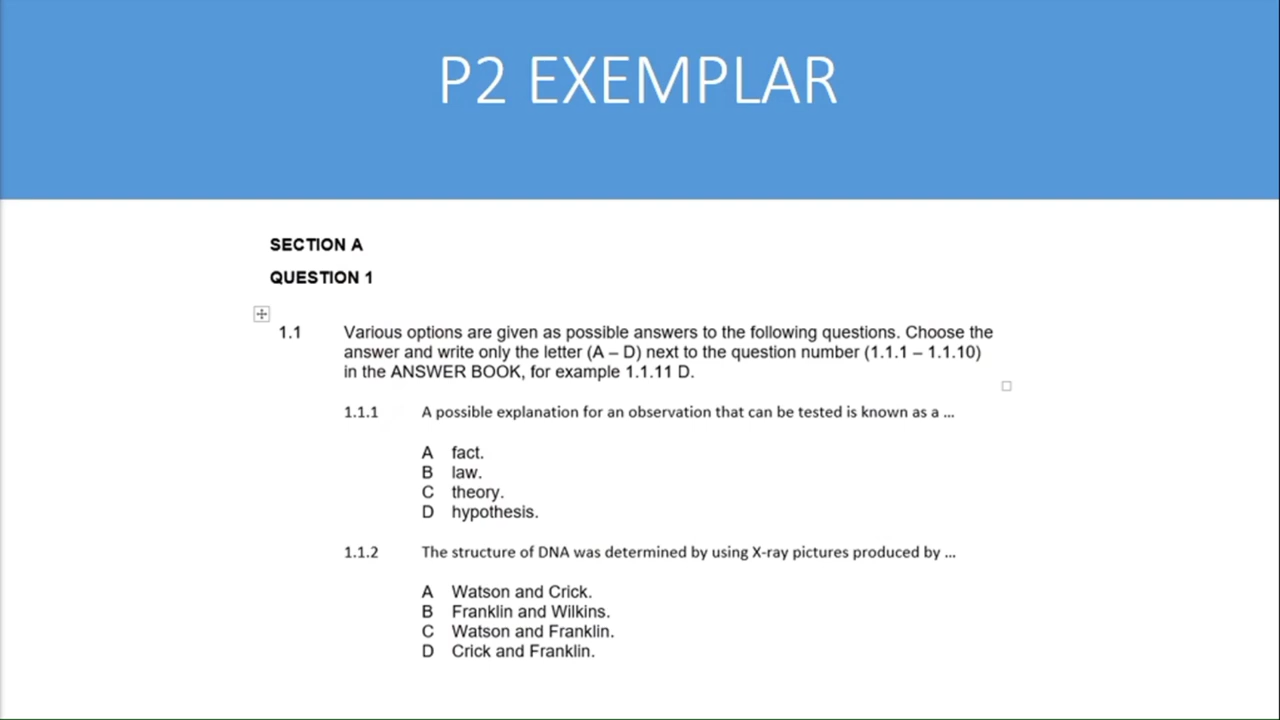 P2 EXEMPLAR
SECTION A
QUESTION 1
1.1 Various options are given as possible answers to the following questions. Choose the
answer and write only the letter (A – D) next to the question number (1.1.1 – 1.1.10)
in the ANSWER BOOK, for example 1.1.11 D.
1.1.1 A possible explanation for an observation that can be tested is known as a ...
A fact.
B law.
C theory.
D hypothesis.
1.1.2 The structure of DNA was determined by using X-ray pictures produced by ...
A Watson and Crick.
B Franklin and Wilkins.
C Watson and Franklin.
D Crick and Franklin.